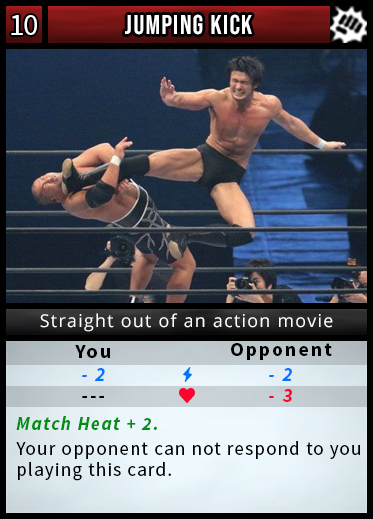 10 JUMPING KICK
Straight out of an action movie
You Opponent
- 2 - 2
--- - 3
Match Heat + 2.
Your opponent can not respond to you
playing this card.